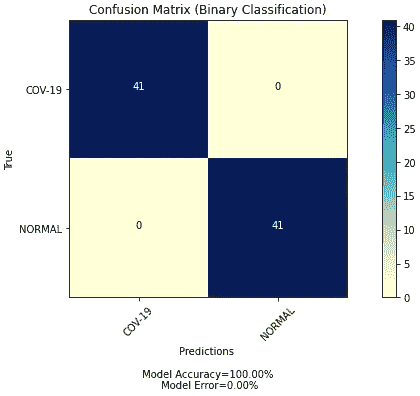 Confusion Matrix (Binary Classification)
COV-19
41
0
NORMAL
0
41
True
COV-19
NORMAL
Predictions
Model Accuracy=100.00%
Model Error=0.00%
40
35
30
25
20
15
10
5
0